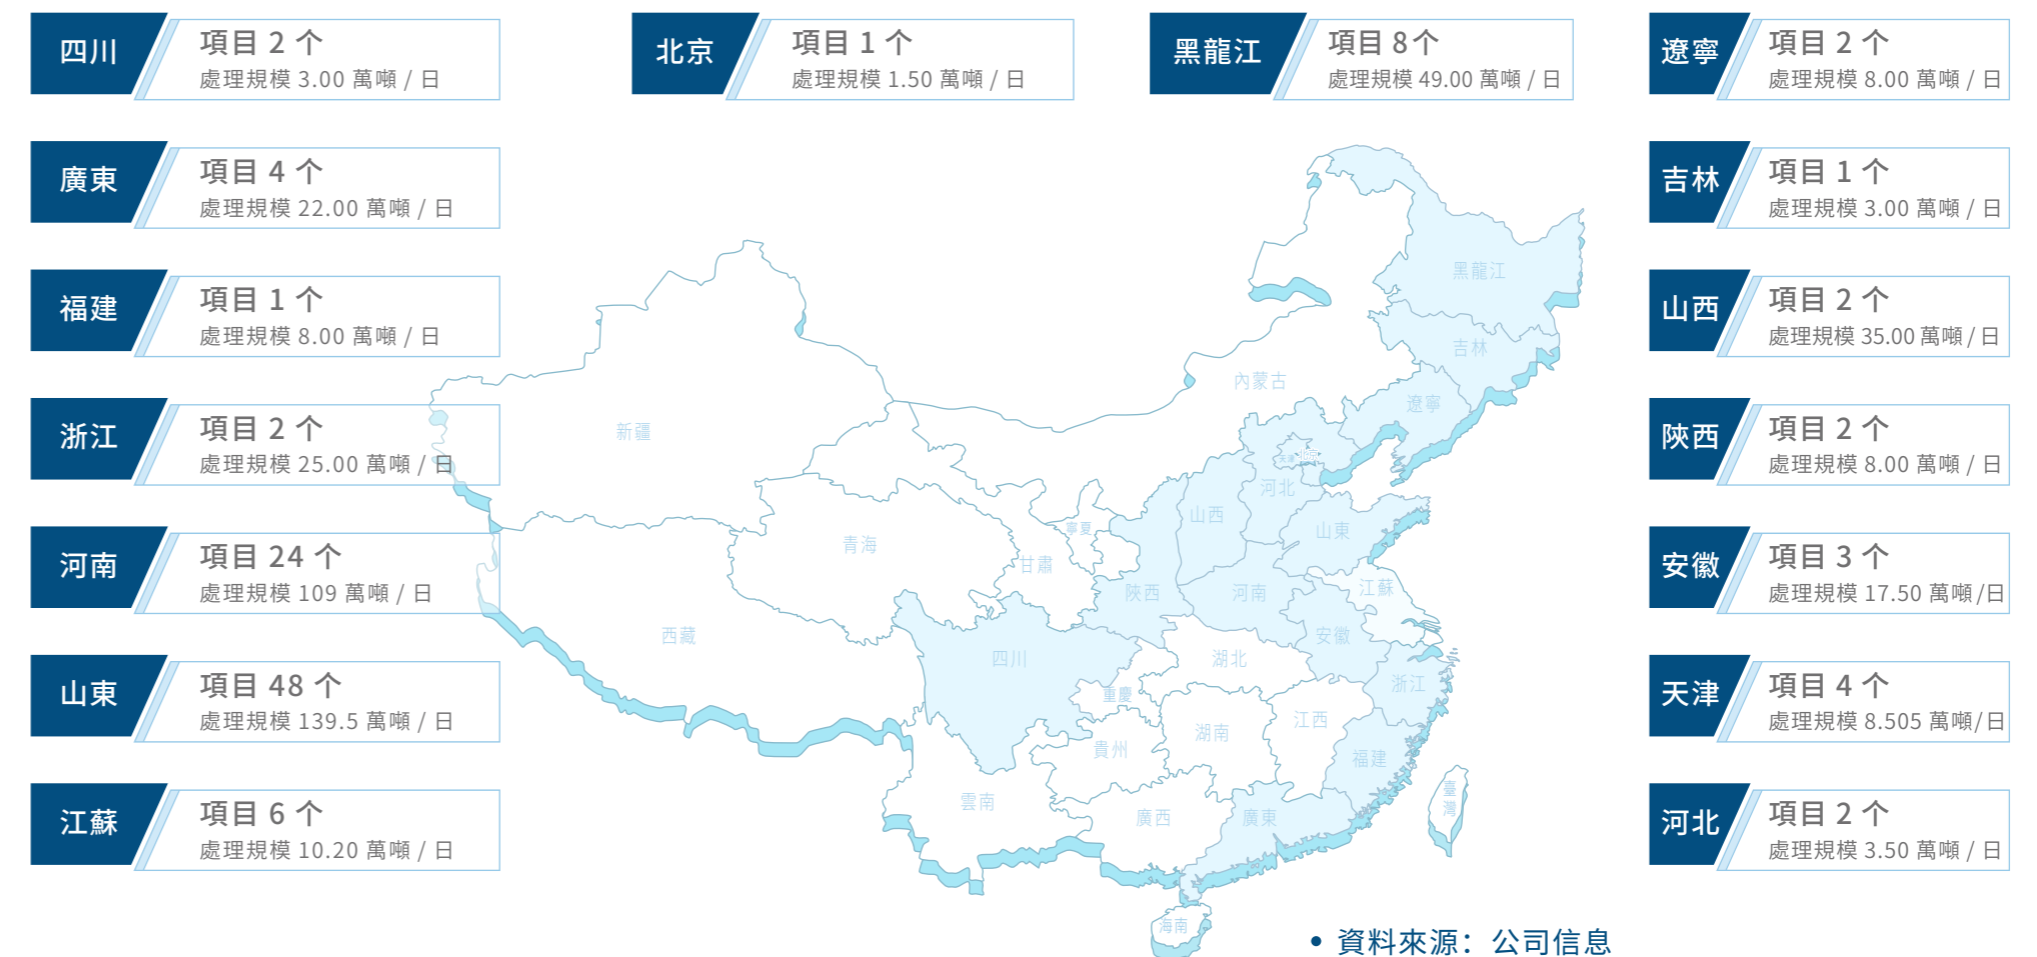 四川
項目 2 个
處理規模 3.00 萬噸 / 日
北京
項目 1 个
處理規模 1.50 萬噸 / 日
黑龍江
項目 8个
處理規模 49.00 萬噸 / 日
遼寧
項目 2 个
處理規模 8.00 萬噸 / 日
廣東
項目 4 个
處理規模 22.00 萬噸 / 日
福建
項目 1 个
處理規模 8.00 萬噸 / 日
浙江
項目 2 个
處理規模 25.00 萬噸 / 日
河南
項目 24 个
處理規模 109 萬噸 / 日
山東
項目 48 个
處理規模 139.5 萬噸 / 日
江蘇
項目 6 个
處理規模 10.20 萬噸 / 日
吉林
項目 1 个
處理規模 3.00 萬噸 / 日
山西
項目 2 个
處理規模 35.00 萬噸/日
陝西
項目 2 个
處理規模 8.00 萬噸 / 日
安徽
項目 3 个
處理規模 17.50 萬噸/日
天津
項目 4 个
處理規模 8.505 萬噸/日
河北
項目 2 个
處理規模 3.50 萬噸 / 日
黑龍江
吉林
內蒙古
遼寧
新疆
天津
北京
河北
山西
寧夏
山東
青海
甘肅
陝西
河南
江蘇
西藏
安徽
四川
湖北
浙江
重慶
江西
湖南
貴州
福建
雲南
廣西
廣東
臺灣
海南
• 資料來源：公司信息